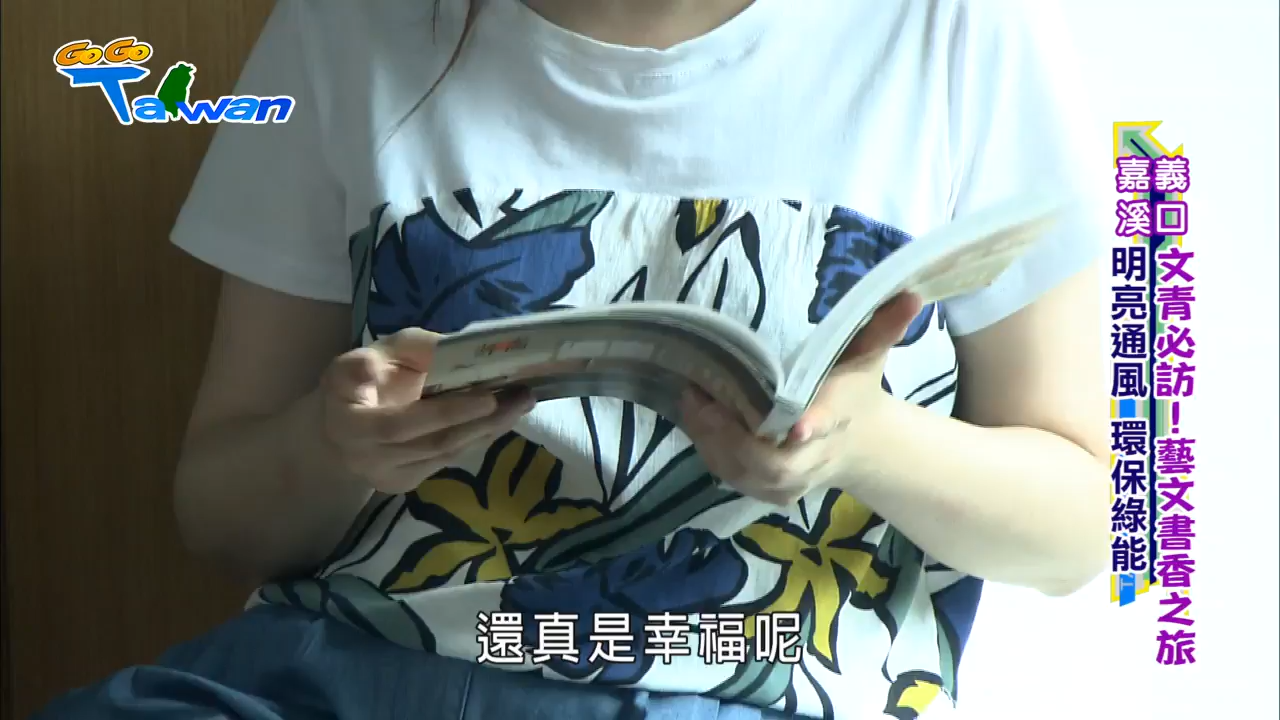 GoGo
Taiwan
嘉義
溪口
文青必訪!藝文書香之旅
明亮通風 環保綠能
還真是幸福呢